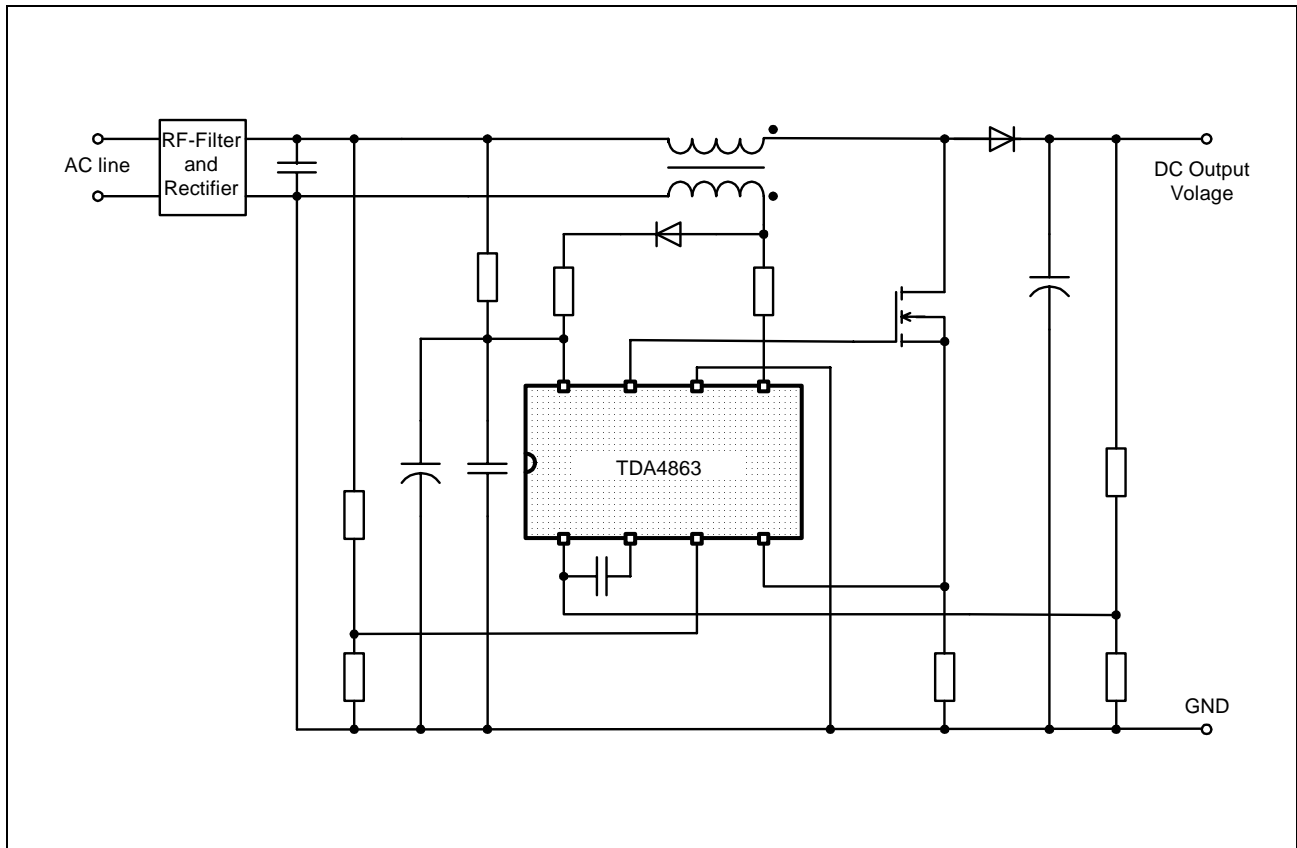 RF-Filter
and
Rectifier
AC line
DC Output
Volage
TDA4863
GND